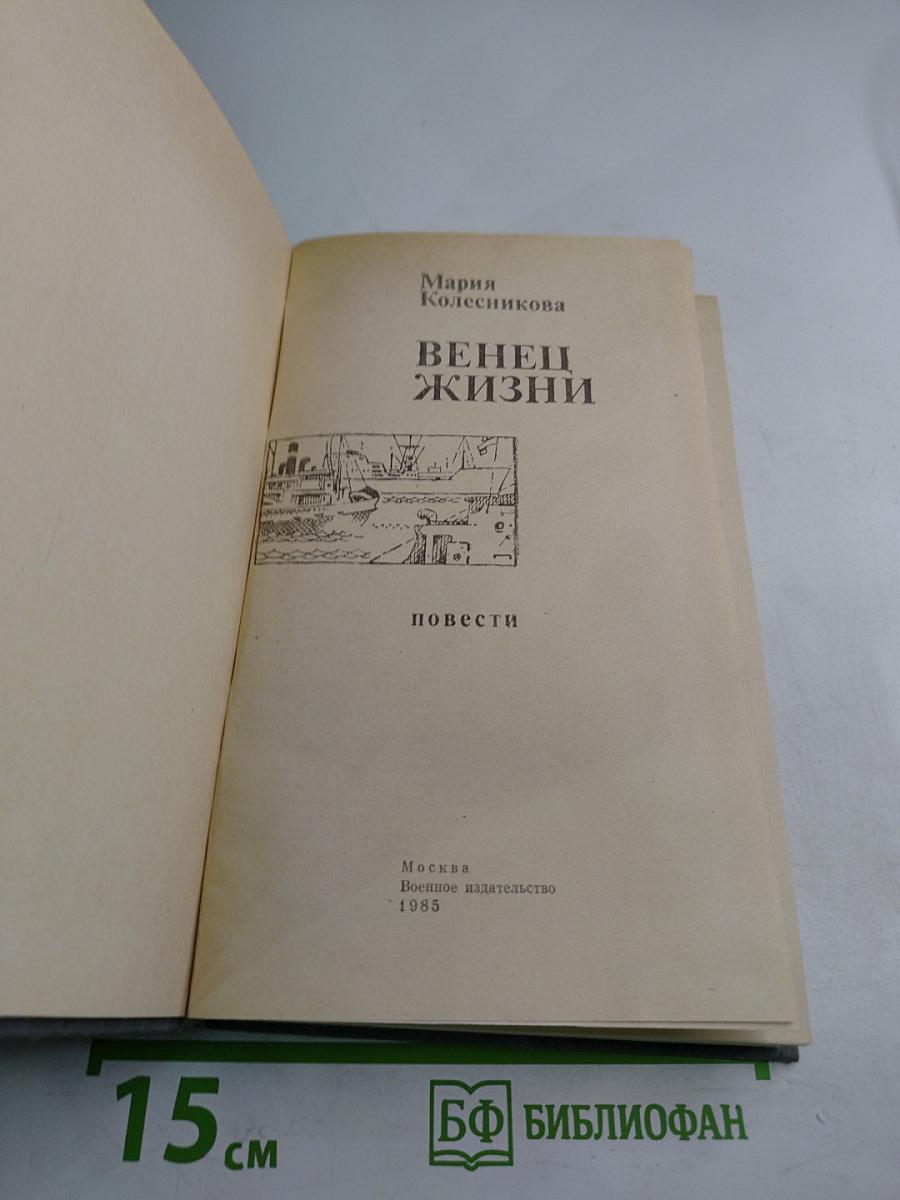 Мария
Колесникова
ВЕНЕЦ
ЖИЗНИ
повести
Москва
Военное издательство
1985
15 см
БФ БИБЛИОФАН